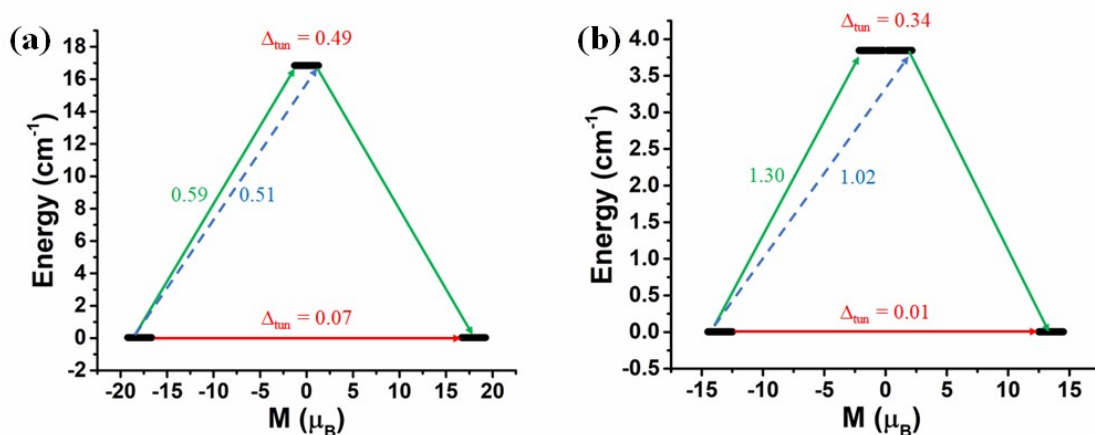 (a)
Δtun = 0.49
18
16
14
12
10
8
6
4
2
0
-2
Energy (cm-1)
0.59
0.51
Δtun = 0.07
-20 -15 -10 -5 0 5 10 15 20
M (μB)
(b)
Δtun = 0.34
4.0
3.5
3.0
2.5
2.0
1.5
1.0
0.5
0.0
-0.5
Energy (cm-1)
1.30
1.02
Δtun = 0.01
-15 -10 -5 0 5 10 15
M (μB)